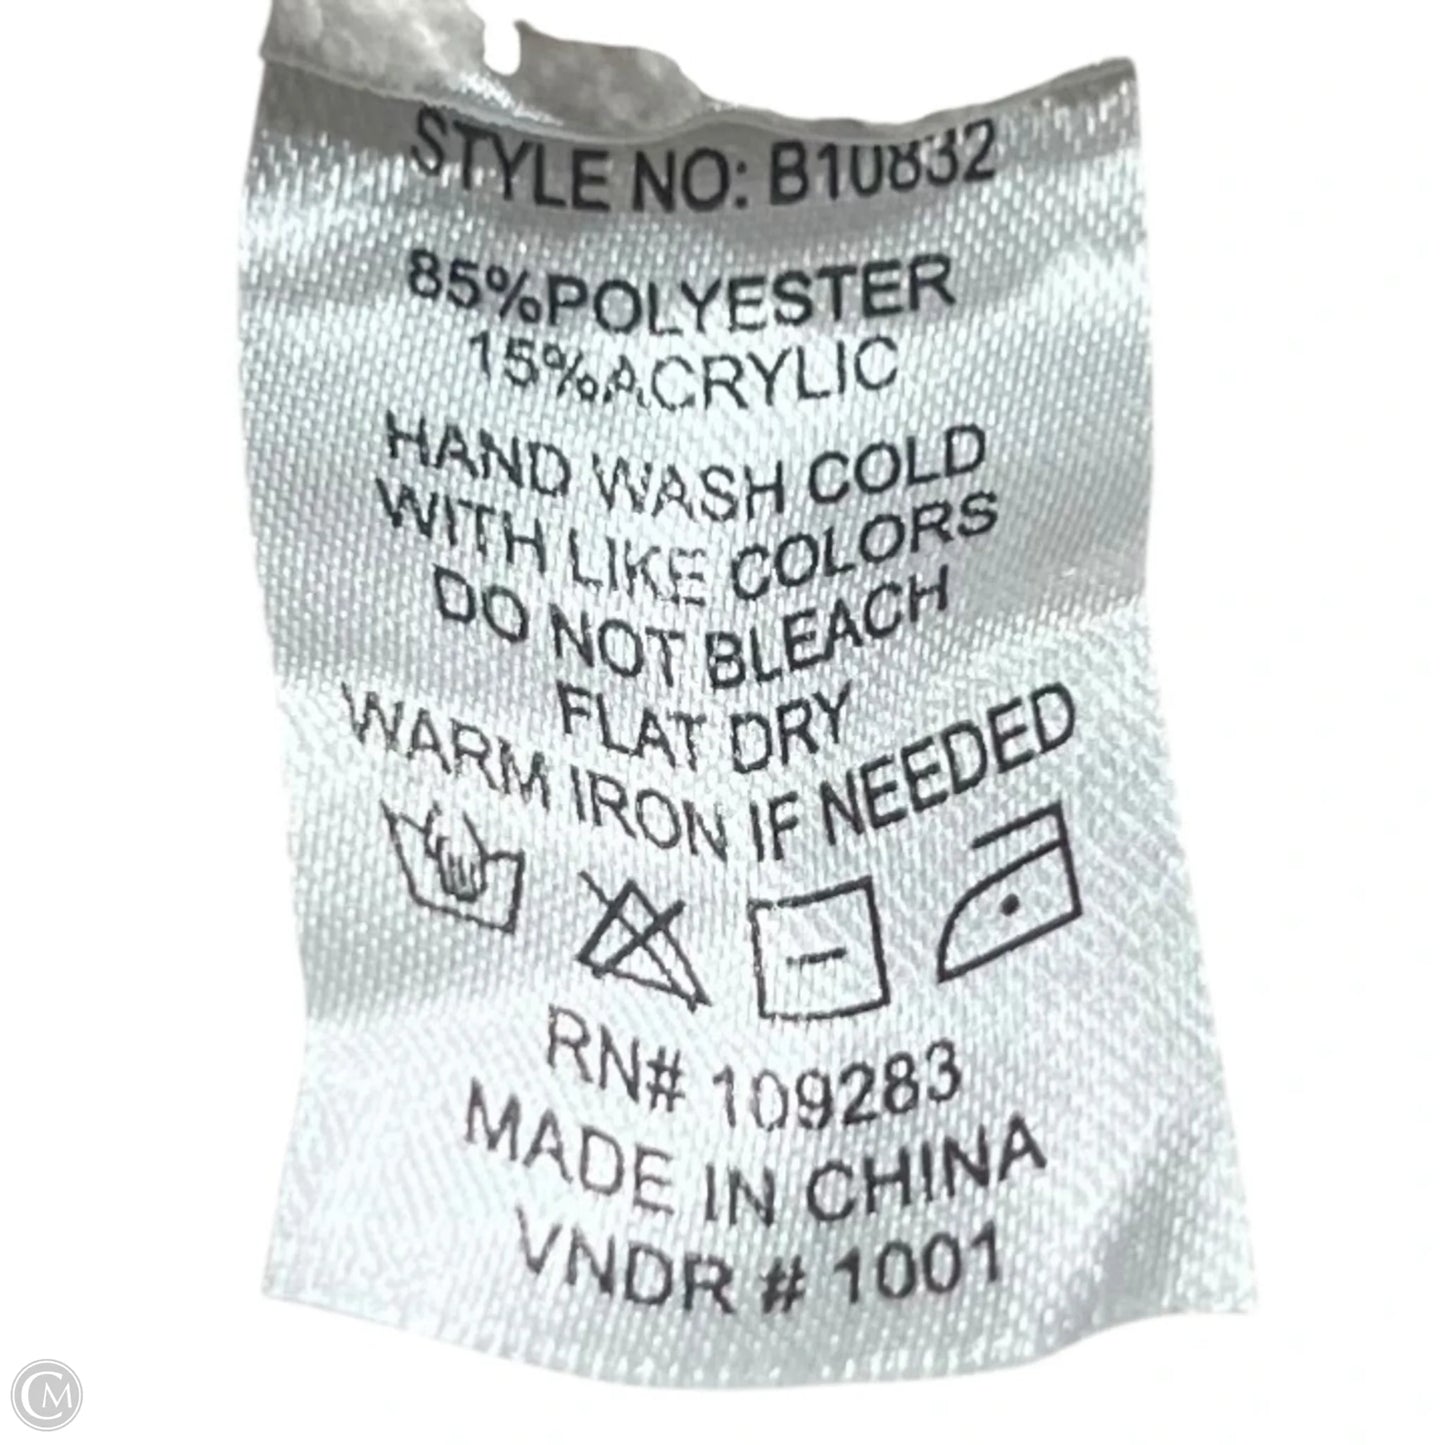 STYLE NO: B10832
85%POLYESTER
15%ACRYLIC
HAND WASH COLD
WITH LIKE COLORS
DO NOT BLEACH
FLAT DRY
WARM IRON IF NEEDED
RN# 109283
MADE IN CHINA
VNDR # 1001
CM